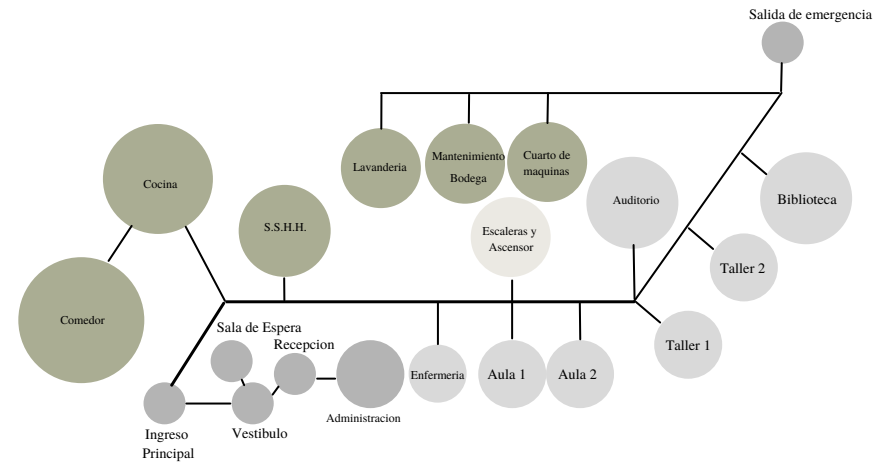 Salida de emergencia
Cocina
Lavanderia
Mantenimiento
Bodega
Cuarto de
maquinas
Auditorio
Biblioteca
S.S.H.H.
Escaleras y
Ascensor
Taller 2
Comedor
Sala de Espera
Recepcion
Taller 1
Enfermeria
Aula 1
Aula 2
Administracion
Ingreso
Principal
Vestibulo